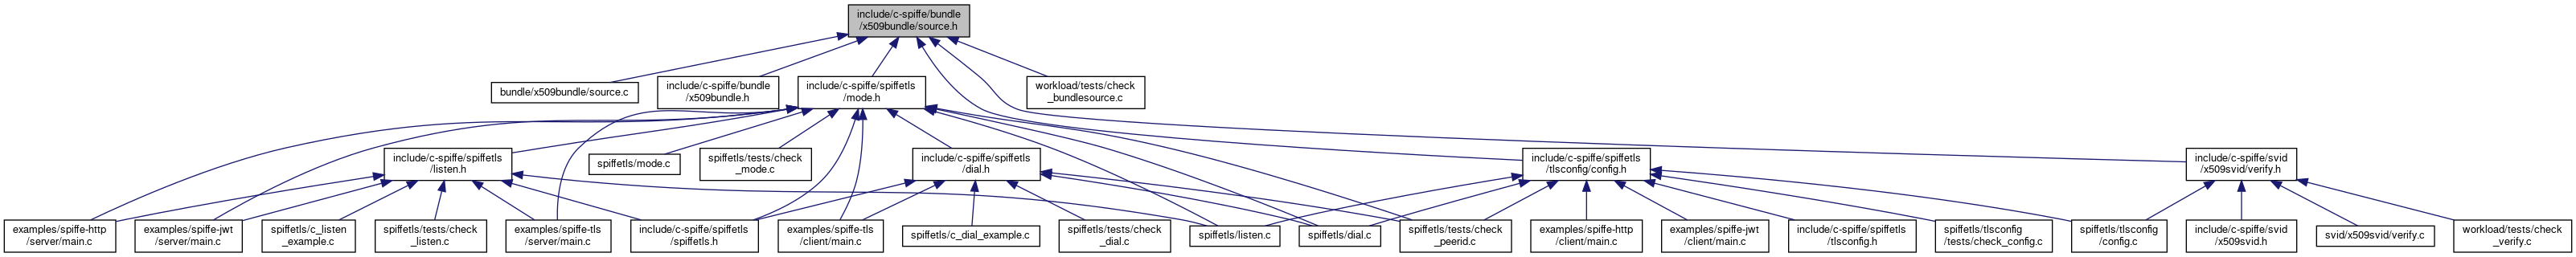 include/c-spiffe/bundle
/x509bundle/source.h
bundle/x509bundle/source.c
include/c-spiffe/bundle
/x509bundle.h
include/c-spiffe/spiffetls
/mode.h
workload/tests/check
_bundlesource.c
include/c-spiffe/spiffetls
/listen.h
spiffetls/mode.c
spiffetls/tests/check
_mode.c
include/c-spiffe/spiffetls
/dial.h
include/c-spiffe/spiffetls
/tlsconfig/config.h
include/c-spiffe/svid
/x509svid/verify.h
examples/spiffe-http
/server/main.c
examples/spiffe-jwt
/server/main.c
spiffetls/c_listen
_example.c
spiffetls/tests/check
_listen.c
examples/spiffe-tls
/server/main.c
include/c-spiffe/spiffetls
/spiffetls.h
examples/spiffe-tls
/client/main.c
spiffetls/c_dial_example.c
spiffetls/tests/check
_dial.c
spiffetls/listen.c
spiffetls/dial.c
spiffetls/tests/check
_peerid.c
examples/spiffe-http
/client/main.c
examples/spiffe-jwt
/client/main.c
include/c-spiffe/spiffetls
/tlsconfig.h
spiffetls/tlsconfig
/tests/check_config.c
spiffetls/tlsconfig
/config.c
include/c-spiffe/svid
/x509svid.h
svid/x509svid/verify.c
workload/tests/check
_verify.c